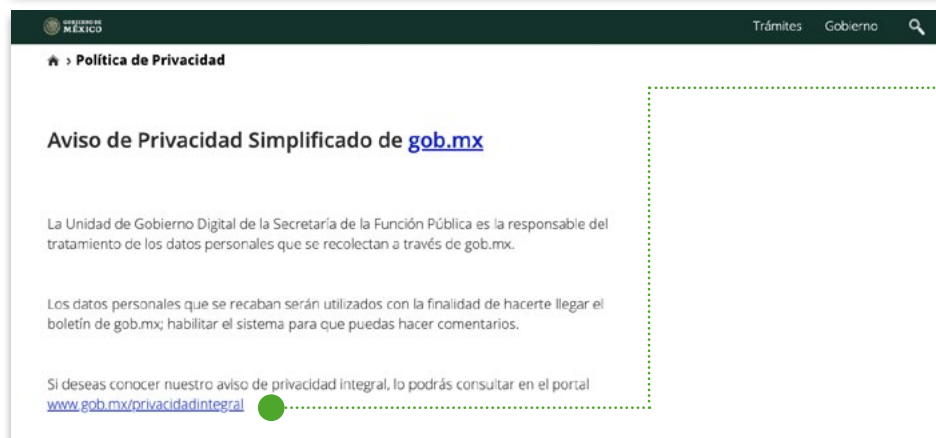 GOBIERNO DE
MÉXICO
Trámites Gobierno
› Política de Privacidad
Aviso de Privacidad Simplificado de gob.mx
La Unidad de Gobierno Digital de la Secretaría de la Función Pública es la responsable del
tratamiento de los datos personales que se recolectan a través de gob.mx.
Los datos personales que se recaban serán utilizados con la finalidad de hacerte llegar el
boletín de gob.mx; habilitar el sistema para que puedas hacer comentarios.
Si deseas conocer nuestro aviso de privacidad integral, lo podrás consultar en el portal
www.gob.mx/privacidadintegral